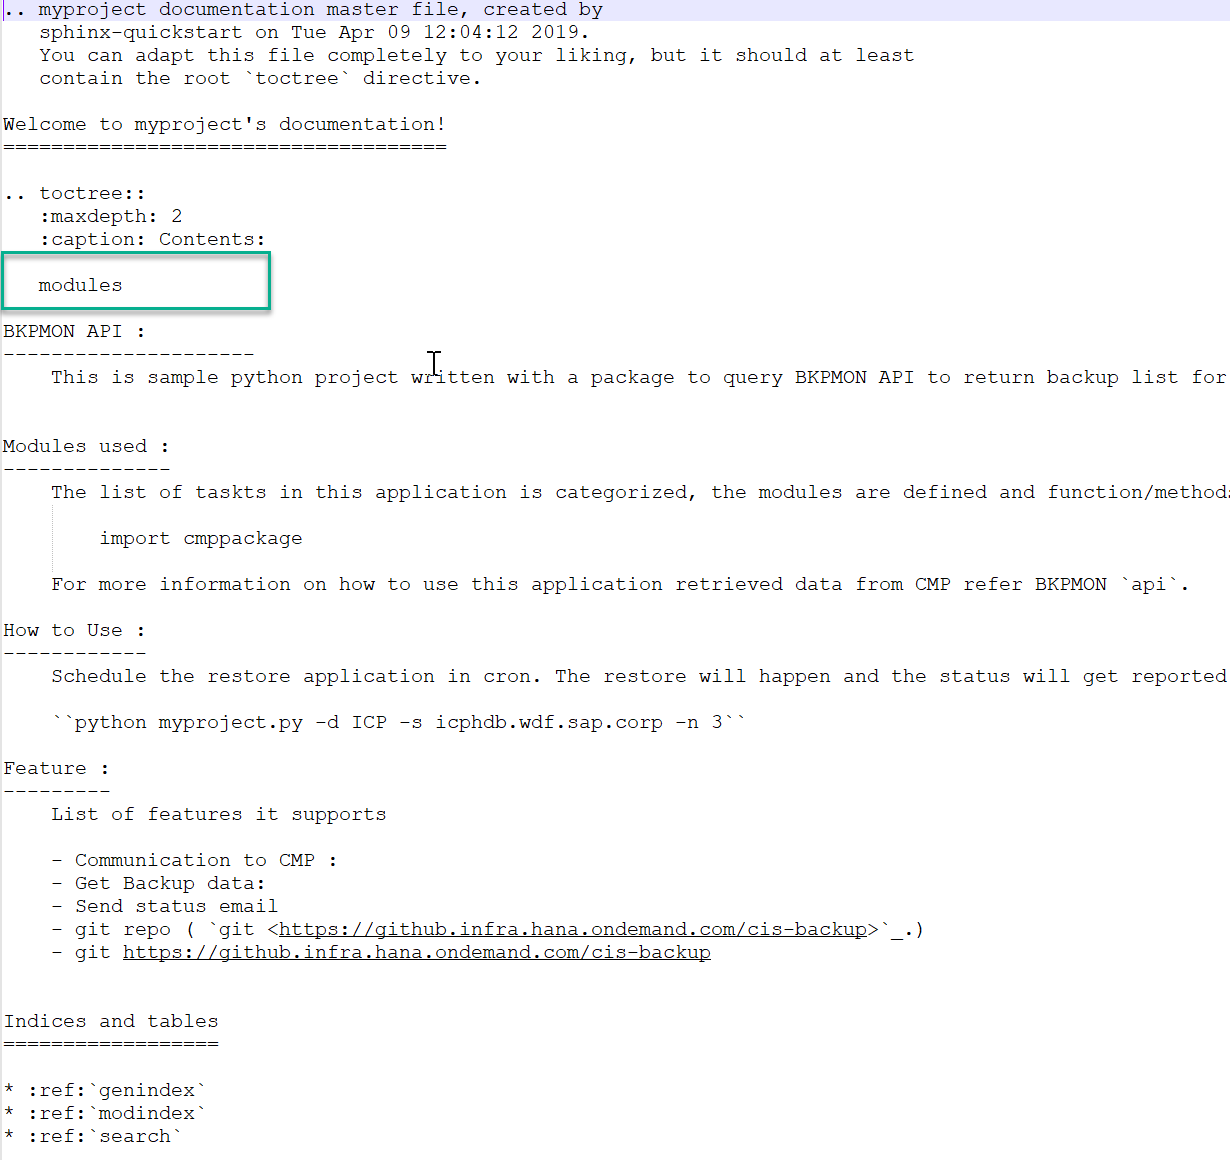 .. myproject documentation master file, created by
   sphinx-quickstart on Tue Apr 09 12:04:12 2019.
   You can adapt this file completely to your liking, but it should at least
   contain the root `toctree` directive.
Welcome to myproject's documentation!
=====================================
.. toctree::
   :maxdepth: 2
   :caption: Contents:
   modules
BKPMON API :
---------------------
    This is sample python project written with a package to query BKPMON API to return backup list for
Modules used :
--------------
    The list of taskts in this application is categorized, the modules are defined and function/methods
        import cmppackage
    For more information on how to use this application retrieved data from CMP refer BKPMON `api`.
How to Use :
------------
    Schedule the restore application in cron. The restore will happen and the status will get reported
    ``python myproject.py -d ICP -s icphdb.wdf.sap.corp -n 3``
Feature :
---------
    List of features it supports
    - Communication to CMP :
    - Get Backup data:
    - Send status email
    - git repo ( `git <https://github.infra.hana.ondemand.com/cis-backup>`_.)
    - git https://github.infra.hana.ondemand.com/cis-backup
Indices and tables
==================
* :ref:`genindex`
* :ref:`modindex`
* :ref:`search`